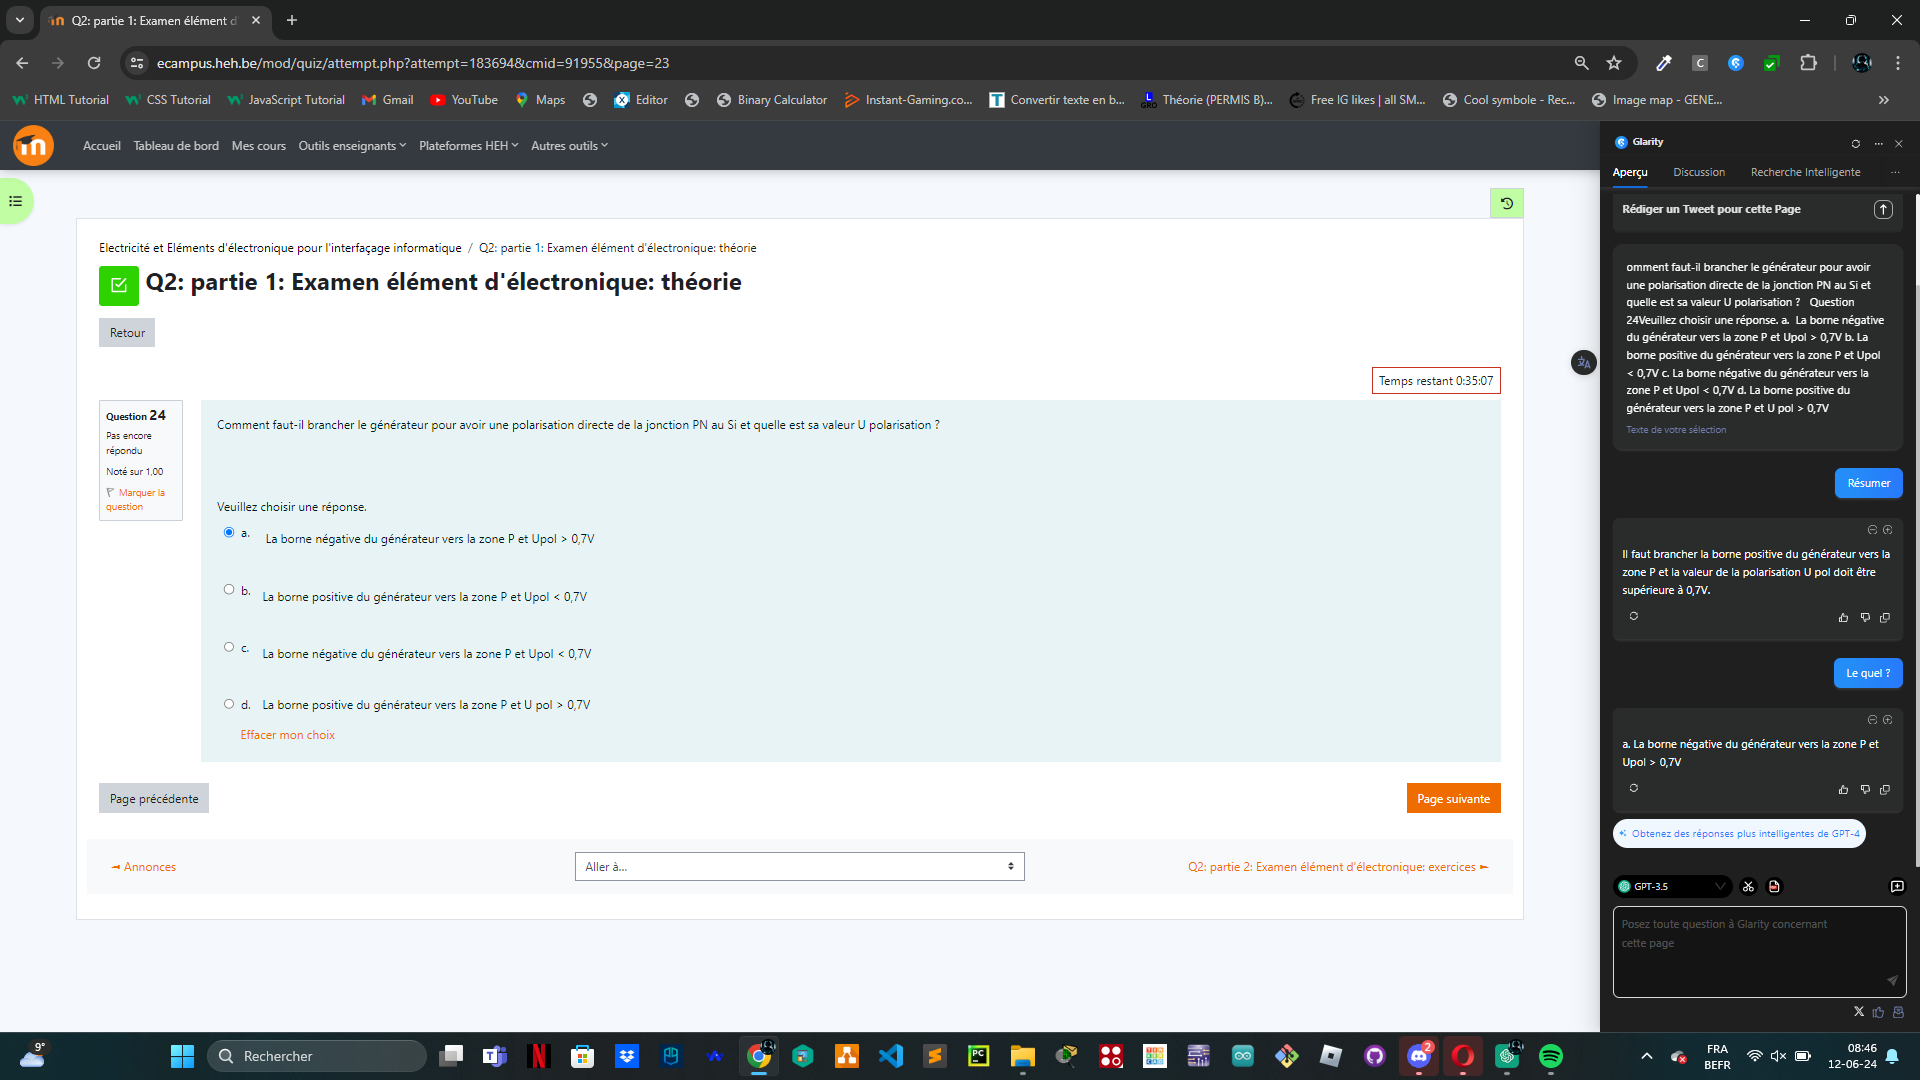 Q2: partie 1: Examen élément d'
ecampus.heh.be/mod/quiz/attempt.php?attempt=183694&cmid=91955&page=23
HTML Tutorial
CSS Tutorial
JavaScript Tutorial
Gmail
YouTube
Maps
Editor
Binary Calculator
Instant-Gaming.co...
Convertir texte en b...
Théorie (PERMIS B)...
Free IG likes | all SM...
Cool symbole - Rec...
Image map - GENE...
Accueil
Tableau de bord
Mes cours
Outils enseignants
Plateformes HEH
Autres outils
Electricité et Eléments d'électronique pour l'interfaçage informatique / Q2: partie 1: Examen élément d'électronique: théorie
Q2: partie 1: Examen élément d'électronique: théorie
Retour
Temps restant 0:35:07
Question 24
Pas encore
répondu
Noté sur 1,00
Marquer la
question
Comment faut-il brancher le générateur pour avoir une polarisation directe de la jonction PN au Si et quelle est sa valeur U polarisation ?
Veuillez choisir une réponse.
a. La borne négative du générateur vers la zone P et Upol > 0,7V
b. La borne positive du générateur vers la zone P et Upol < 0,7V
c. La borne négative du générateur vers la zone P et Upol < 0,7V
d. La borne positive du générateur vers la zone P et U pol > 0,7V
Effacer mon choix
Page précédente
Page suivante
◄ Annonces
Aller à...
Q2: partie 2: Examen élément d'électronique: exercices ►
Glarity
Aperçu
Discussion
Recherche Intelligente
Rédiger un Tweet pour cette Page
omment faut-il brancher le générateur pour avoir
une polarisation directe de la jonction PN au Si et
quelle est sa valeur U polarisation ? Question
24Veuillez choisir une réponse. a. La borne négative
du générateur vers la zone P et Upol > 0,7V b. La
borne positive du générateur vers la zone P et Upol
< 0,7V c. La borne négative du générateur vers la
zone P et Upol < 0,7V d. La borne positive du
générateur vers la zone P et U pol > 0,7V
Texte de votre sélection
Résumer
Il faut brancher la borne positive du générateur vers la
zone P et la valeur de la polarisation U pol doit être
supérieure à 0,7V.
Le quel ?
a. La borne négative du générateur vers la zone P et
Upol > 0,7V
Obtenez des réponses plus intelligentes de GPT-4
GPT-3.5
Posez toute question à Glarity concernant
cette page
9°
Rechercher
2
FRA
BEFR
08:46
12-06-24